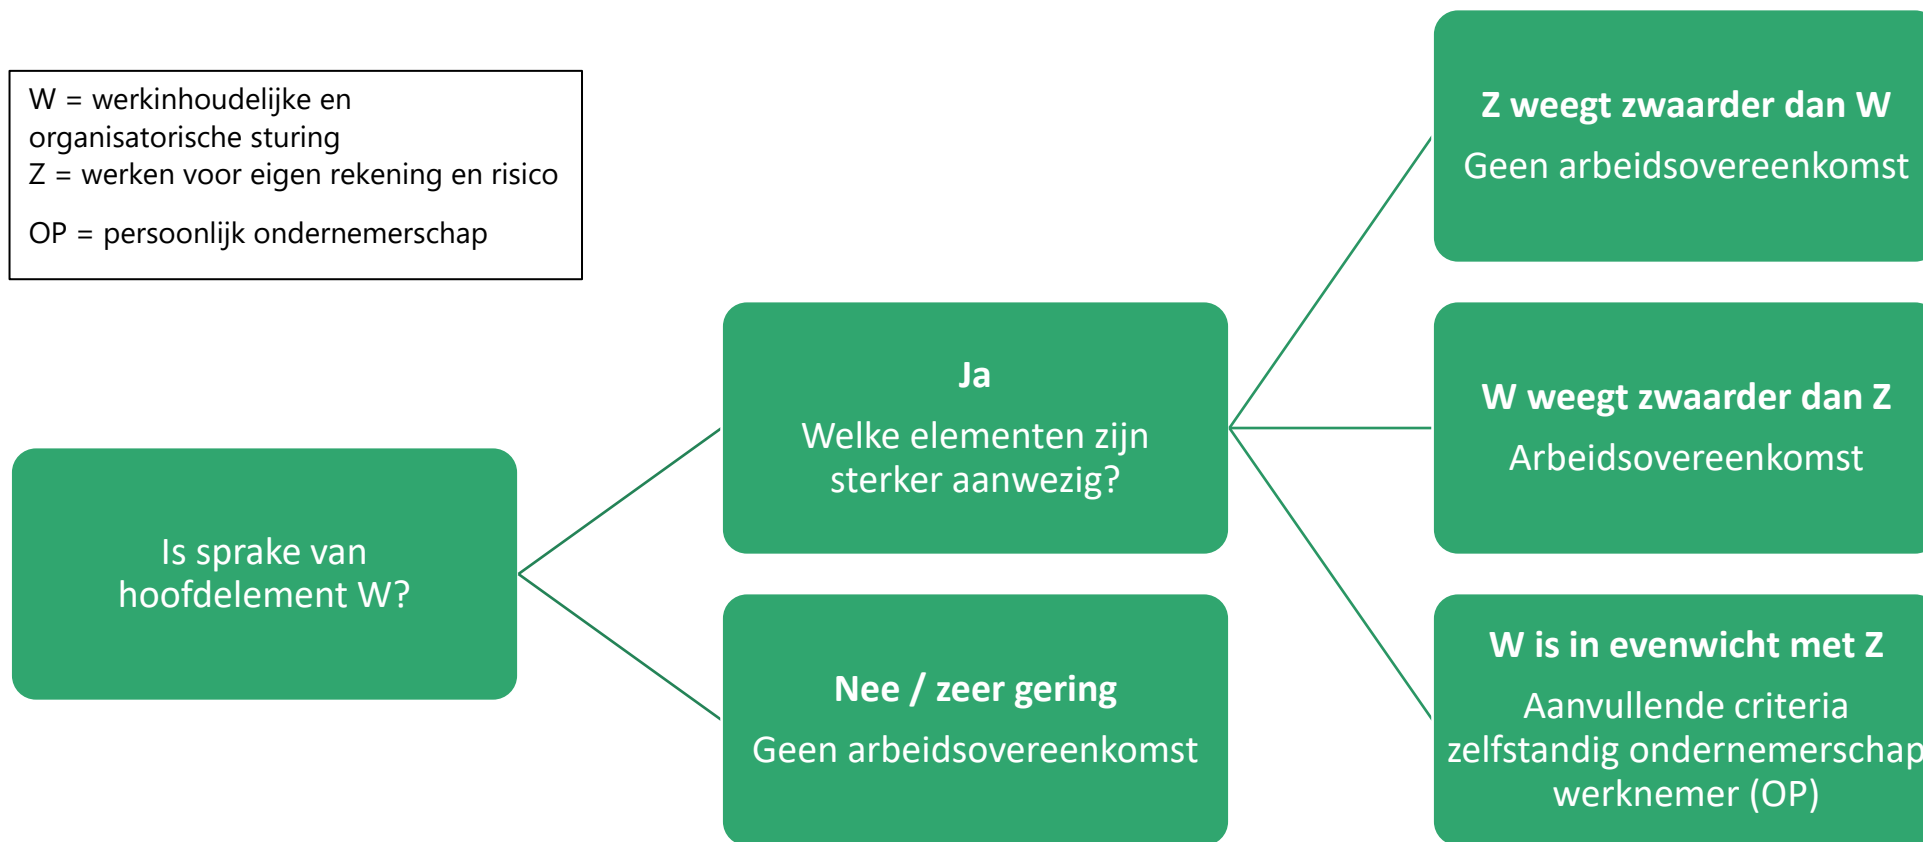 W = werkinhoudelijke en
organisatorische sturing
Z = werken voor eigen rekening en risico
OP = persoonlijk ondernemerschap
Is sprake van
hoofdelement W?
Ja
Welke elementen zijn
sterker aanwezig?
Nee / zeer gering
Geen arbeidsovereenkomst
Z weegt zwaarder dan W
Geen arbeidsovereenkomst
W weegt zwaarder dan Z
Arbeidsovereenkomst
W is in evenwicht met Z
Aanvullende criteria
zelfstandig ondernemerschap
werknemer (OP)